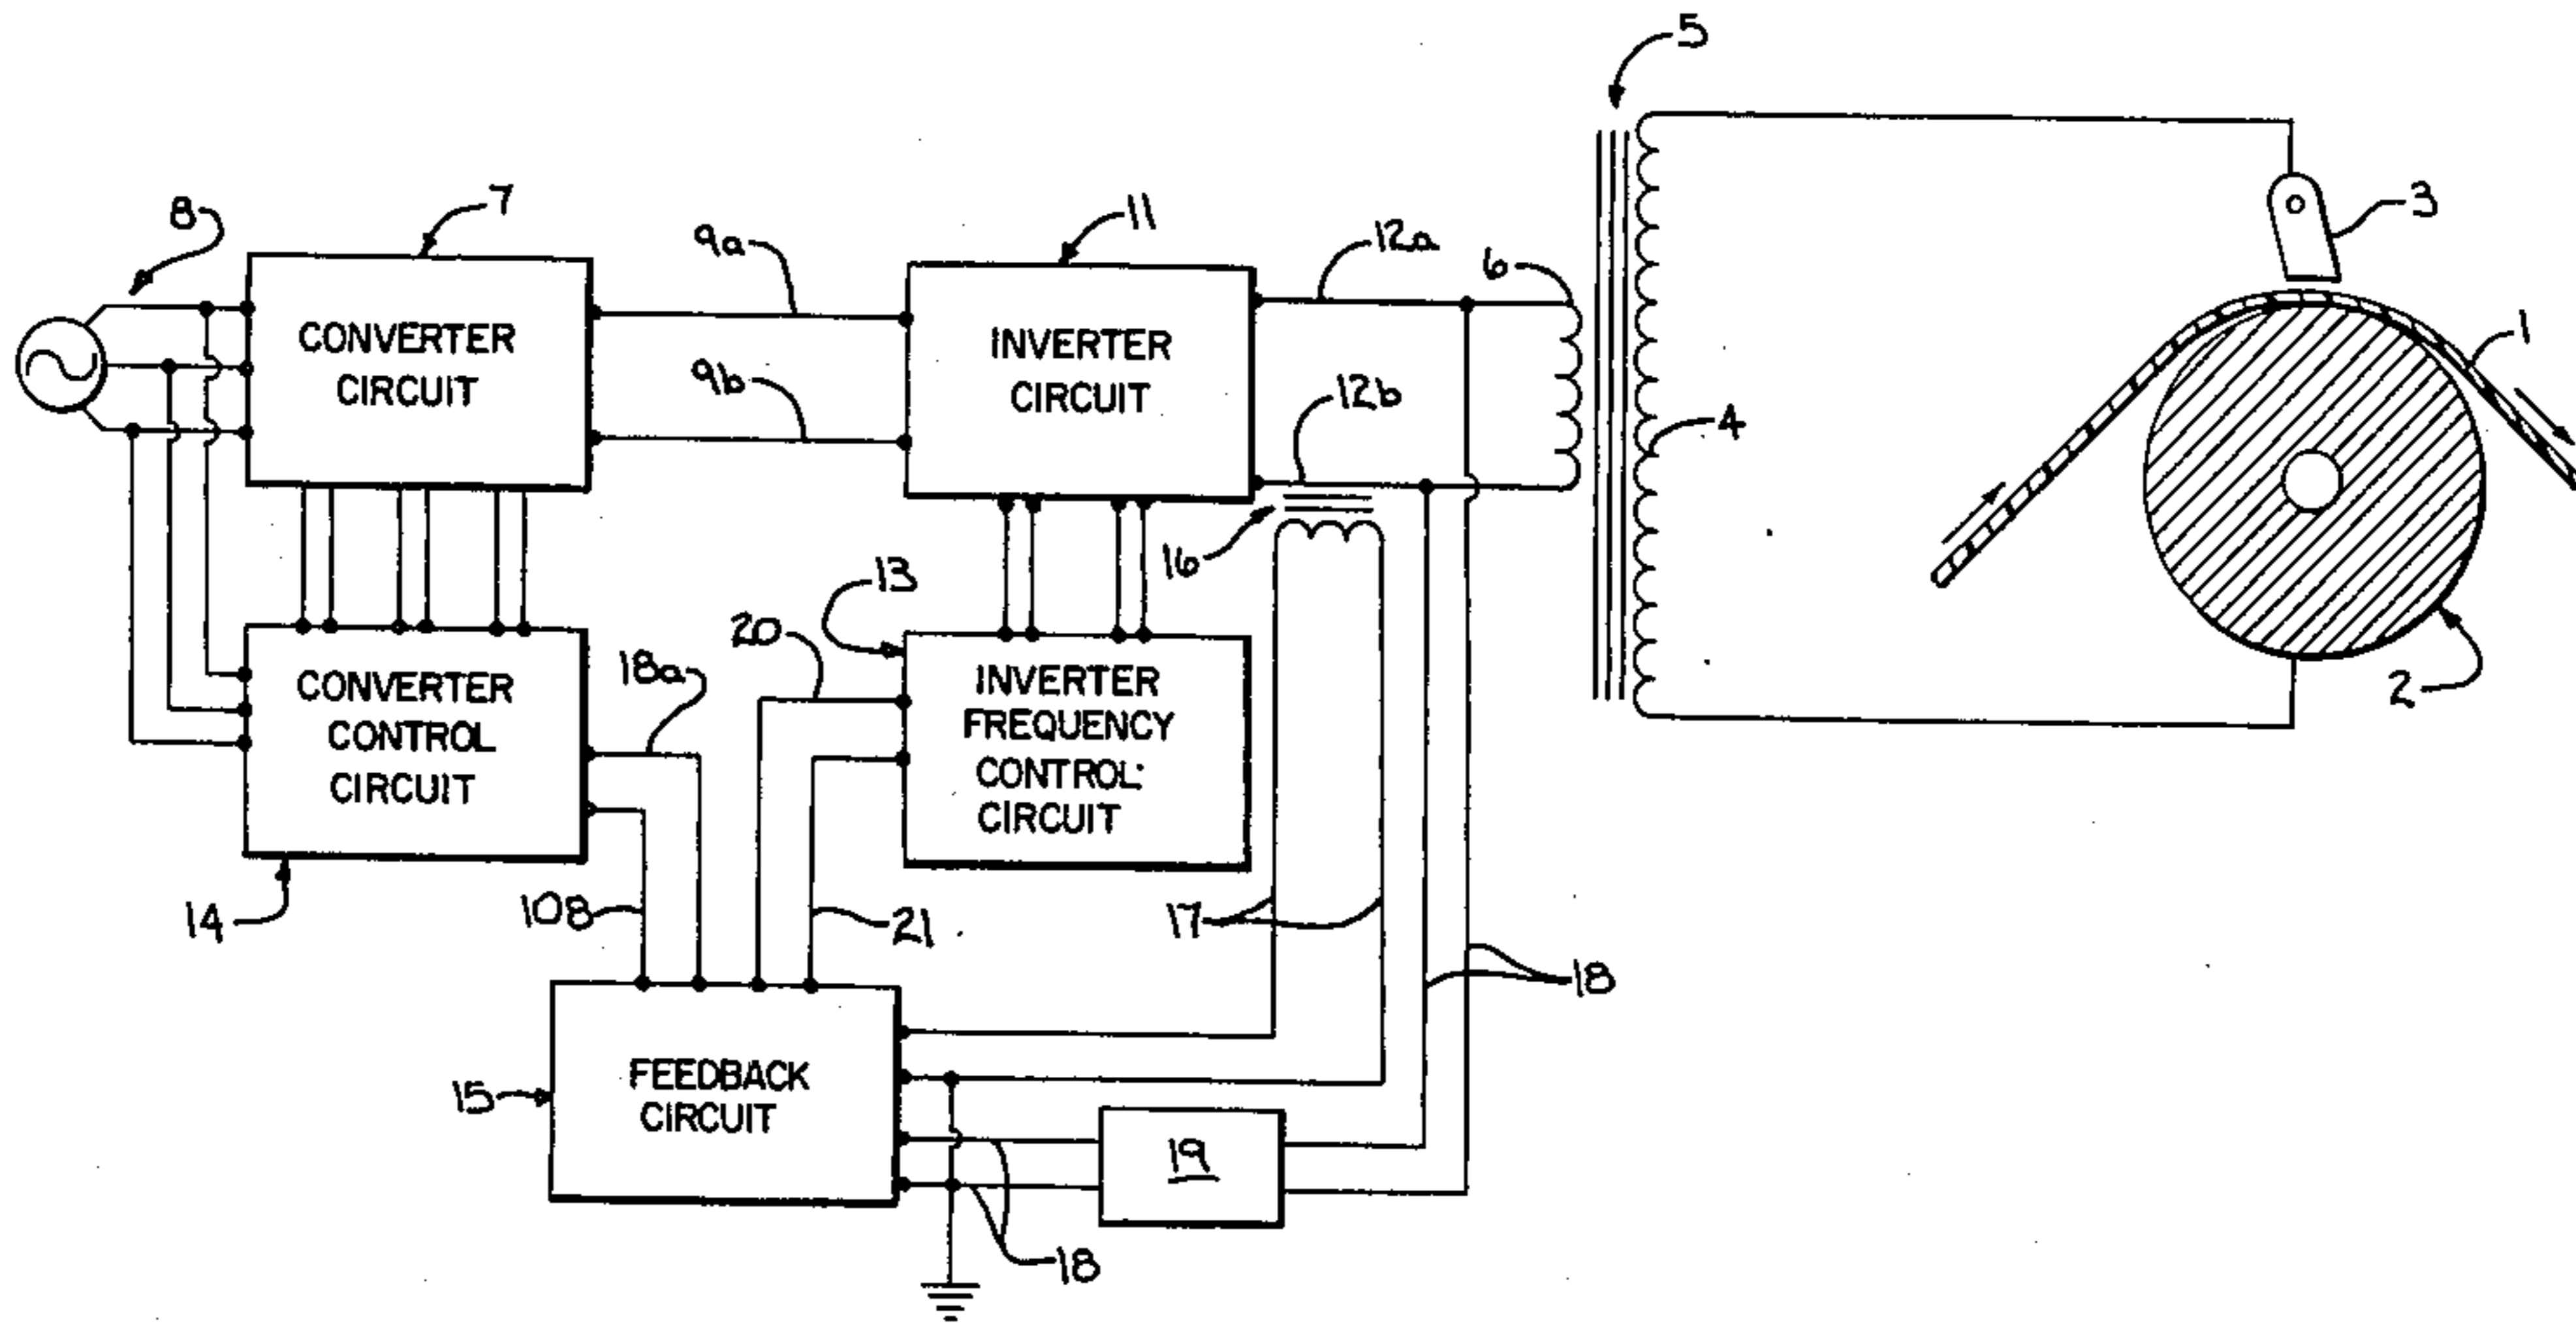 5
8
7
9a
11
12a
6
3
CONVERTER
CIRCUIT
9b
INVERTER
CIRCUIT
12b
4
1
16
13
20
18a
CONVERTER
CONTROL
CIRCUIT
INVERTER
FREQUENCY
CONTROL
CIRCUIT
2
14
108
21
17
18
15
FEEDBACK
CIRCUIT
19
18